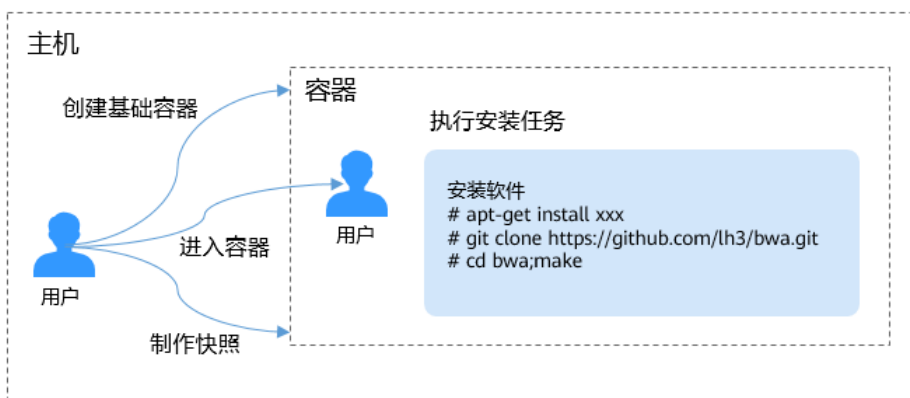 主机
创建基础容器
容器
执行安装任务
安装软件
# apt-get install xxx
# git clone https://github.com/lh3/bwa.git
# cd bwa;make
用户
进入容器
用户
制作快照